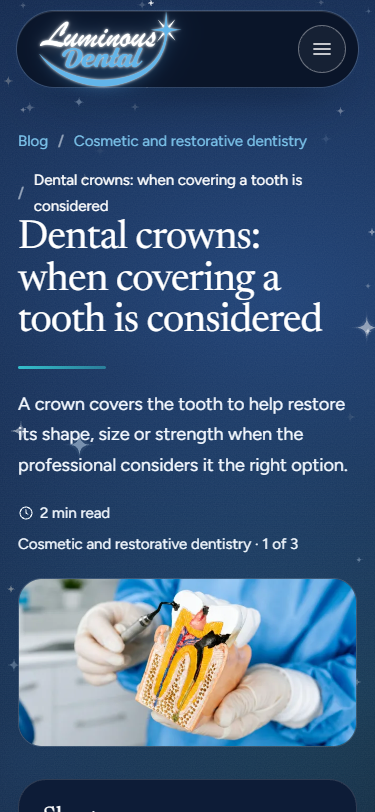 Luminous
Dental
Blog / Cosmetic and restorative dentistry
/ Dental crowns: when covering a tooth is
considered
Dental crowns:
when covering a
tooth is considered
A crown covers the tooth to help restore
its shape, size or strength when the
professional considers it the right option.
2 min read
Cosmetic and restorative dentistry · 1 of 3